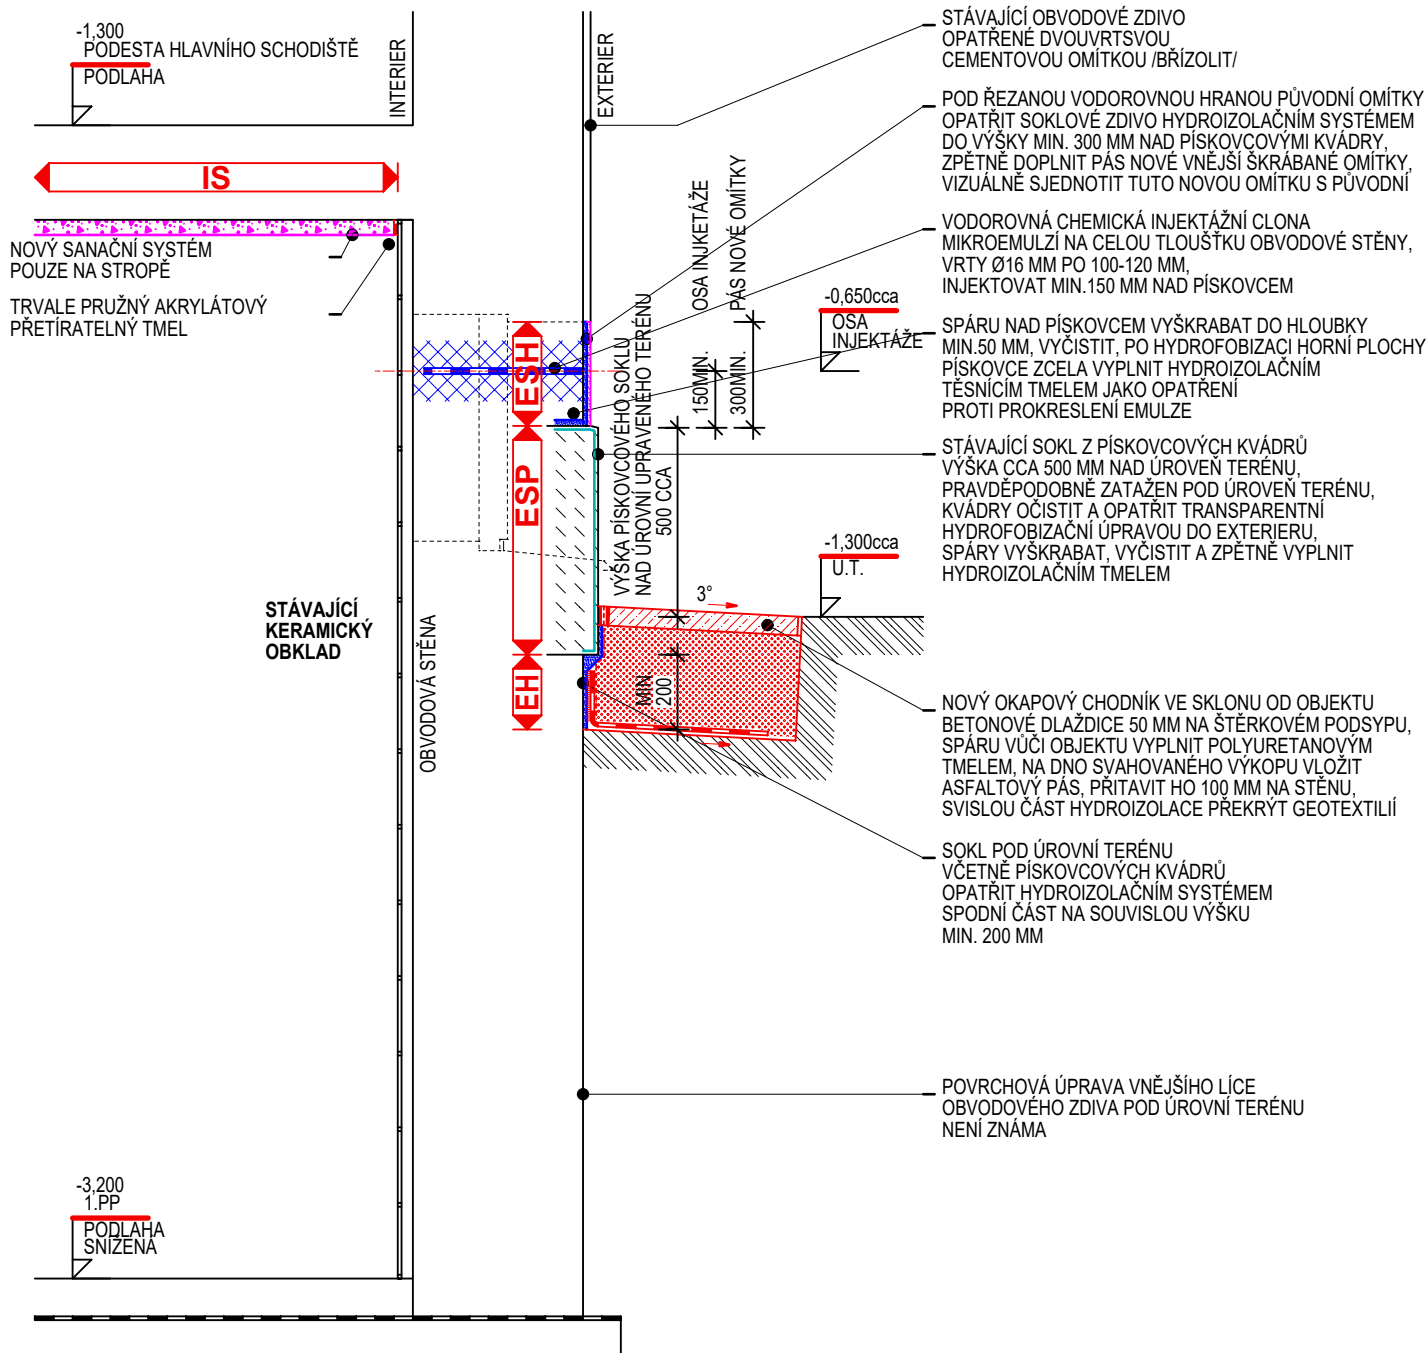 -1,300
PODESTA HLAVNÍHO SCHODIŠTĚ
PODLAHA
INTERIER
EXTERIER
IS
NOVÝ SANAČNÍ SYSTÉM
POUZE NA STROPĚ
TRVALE PRUŽNÝ AKRYLÁTOVÝ
PŘETÍRATELNÝ TMEL
STÁVAJÍCÍ
KERAMICKÝ
OBKLAD
OBVODOVÁ STĚNA
ESH
ESP
EH
VÝŠKA PÍSKOVCOVÉHO SOKLU
NAD ÚROVNÍ UPRAVENÉHO TERÉNU
500 CCA
OSA INJUKETÁŽE
150MIN.
PÁS NOVÉ OMÍTKY
300MIN.
MIN
200
3°
-0,650cca
OSA
INJEKTÁŽE
-1,300cca
U.T.
STÁVAJÍCÍ OBVODOVÉ ZDIVO
OPATŘENÉ DVOUVRTSVOU
CEMENTOVOU OMÍTKOU /BŘÍZOLIT/
POD ŘEZANOU VODOROVNOU HRANOU PŮVODNÍ OMÍTKY
OPATŘIT SOKLOVÉ ZDIVO HYDROIZOLAČNÍM SYSTÉMEM
DO VÝŠKY MIN. 300 MM NAD PÍSKOVCOVÝMI KVÁDRY,
ZPĚTNĚ DOPLNIT PÁS NOVÉ VNĚJŠÍ ŠKRÁBANÉ OMÍTKY,
VIZUÁLNĚ SJEDNOTIT TUTO NOVOU OMÍTKU S PŮVODNÍ
VODOROVNÁ CHEMICKÁ INJEKTÁŽNÍ CLONA
MIKROEMULZÍ NA CELOU TLOUŠŤKU OBVODOVÉ STĚNY,
VRTY Ø16 MM PO 100-120 MM,
INJEKTOVAT MIN.150 MM NAD PÍSKOVCEM
SPÁRU NAD PÍSKOVCEM VYŠKRABAT DO HLOUBKY
MIN.50 MM, VYČISTIT, PO HYDROFOBIZACI HORNÍ PLOCHY
PÍSKOVCE ZCELA VYPLNIT HYDROIZOLAČNÍM
TĚSNÍCÍM TMELEM JAKO OPATŘENÍ
PROTI PROKRESLENÍ EMULZE
STÁVAJÍCÍ SOKL Z PÍSKOVCOVÝCH KVÁDRŮ
VÝŠKA CCA 500 MM NAD ÚROVEŇ TERÉNU,
PRAVDĚPODOBNĚ ZATAŽEN POD ÚROVEŇ TERÉNU,
KVÁDRY OČISTIT A OPATŘIT TRANSPARENTNÍ
HYDROFOBIZAČNÍ ÚPRAVOU DO EXTERIERU,
SPÁRY VYŠKRABAT, VYČISTIT A ZPĚTNĚ VYPLNIT
HYDROIZOLAČNÍM TMELEM
NOVÝ OKAPOVÝ CHODNÍK VE SKLONU OD OBJEKTU
BETONOVÉ DLAŽDICE 50 MM NA ŠTĚRKOVÉM PODSYPU,
SPÁRU VŮČI OBJEKTU VYPLNIT POLYURETANOVÝM
TMELEM, NA DNO SVAHOVANÉHO VÝKOPU VLOŽIT
ASFALTOVÝ PÁS, PŘITAVIT HO 100 MM NA STĚNU,
SVISLOU ČÁST HYDROIZOLACE PŘEKRÝT GEOTEXTILIÍ
SOKL POD ÚROVNÍ TERÉNU
VČETNĚ PÍSKOVCOVÝCH KVÁDRŮ
OPATŘIT HYDROIZOLAČNÍM SYSTÉMEM
SPODNÍ ČÁST NA SOUVISLOU VÝŠKU
MIN. 200 MM
POVRCHOVÁ ÚPRAVA VNĚJŠÍHO LÍCE
OBVODOVÉHO ZDIVA POD ÚROVNÍ TERÉNU
NENÍ ZNÁMA
-3,200
1.PP
PODLAHA
SNÍŽENÁ